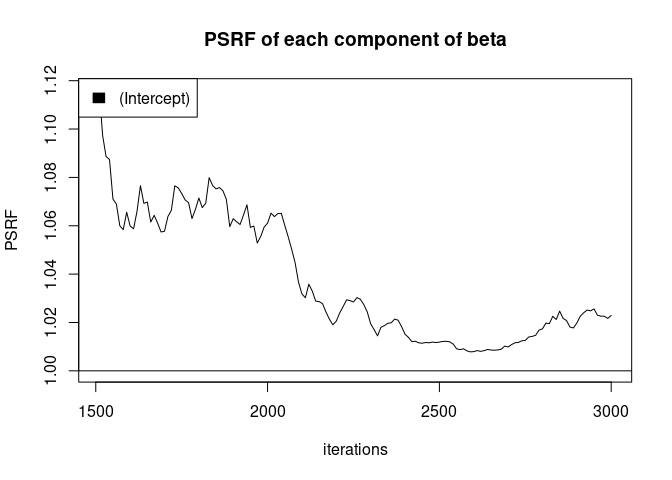 PSRF of each component of beta
(Intercept)
PSRF
1.12
1.10
1.08
1.06
1.04
1.02
1.00
1500 2000 2500 3000
iterations